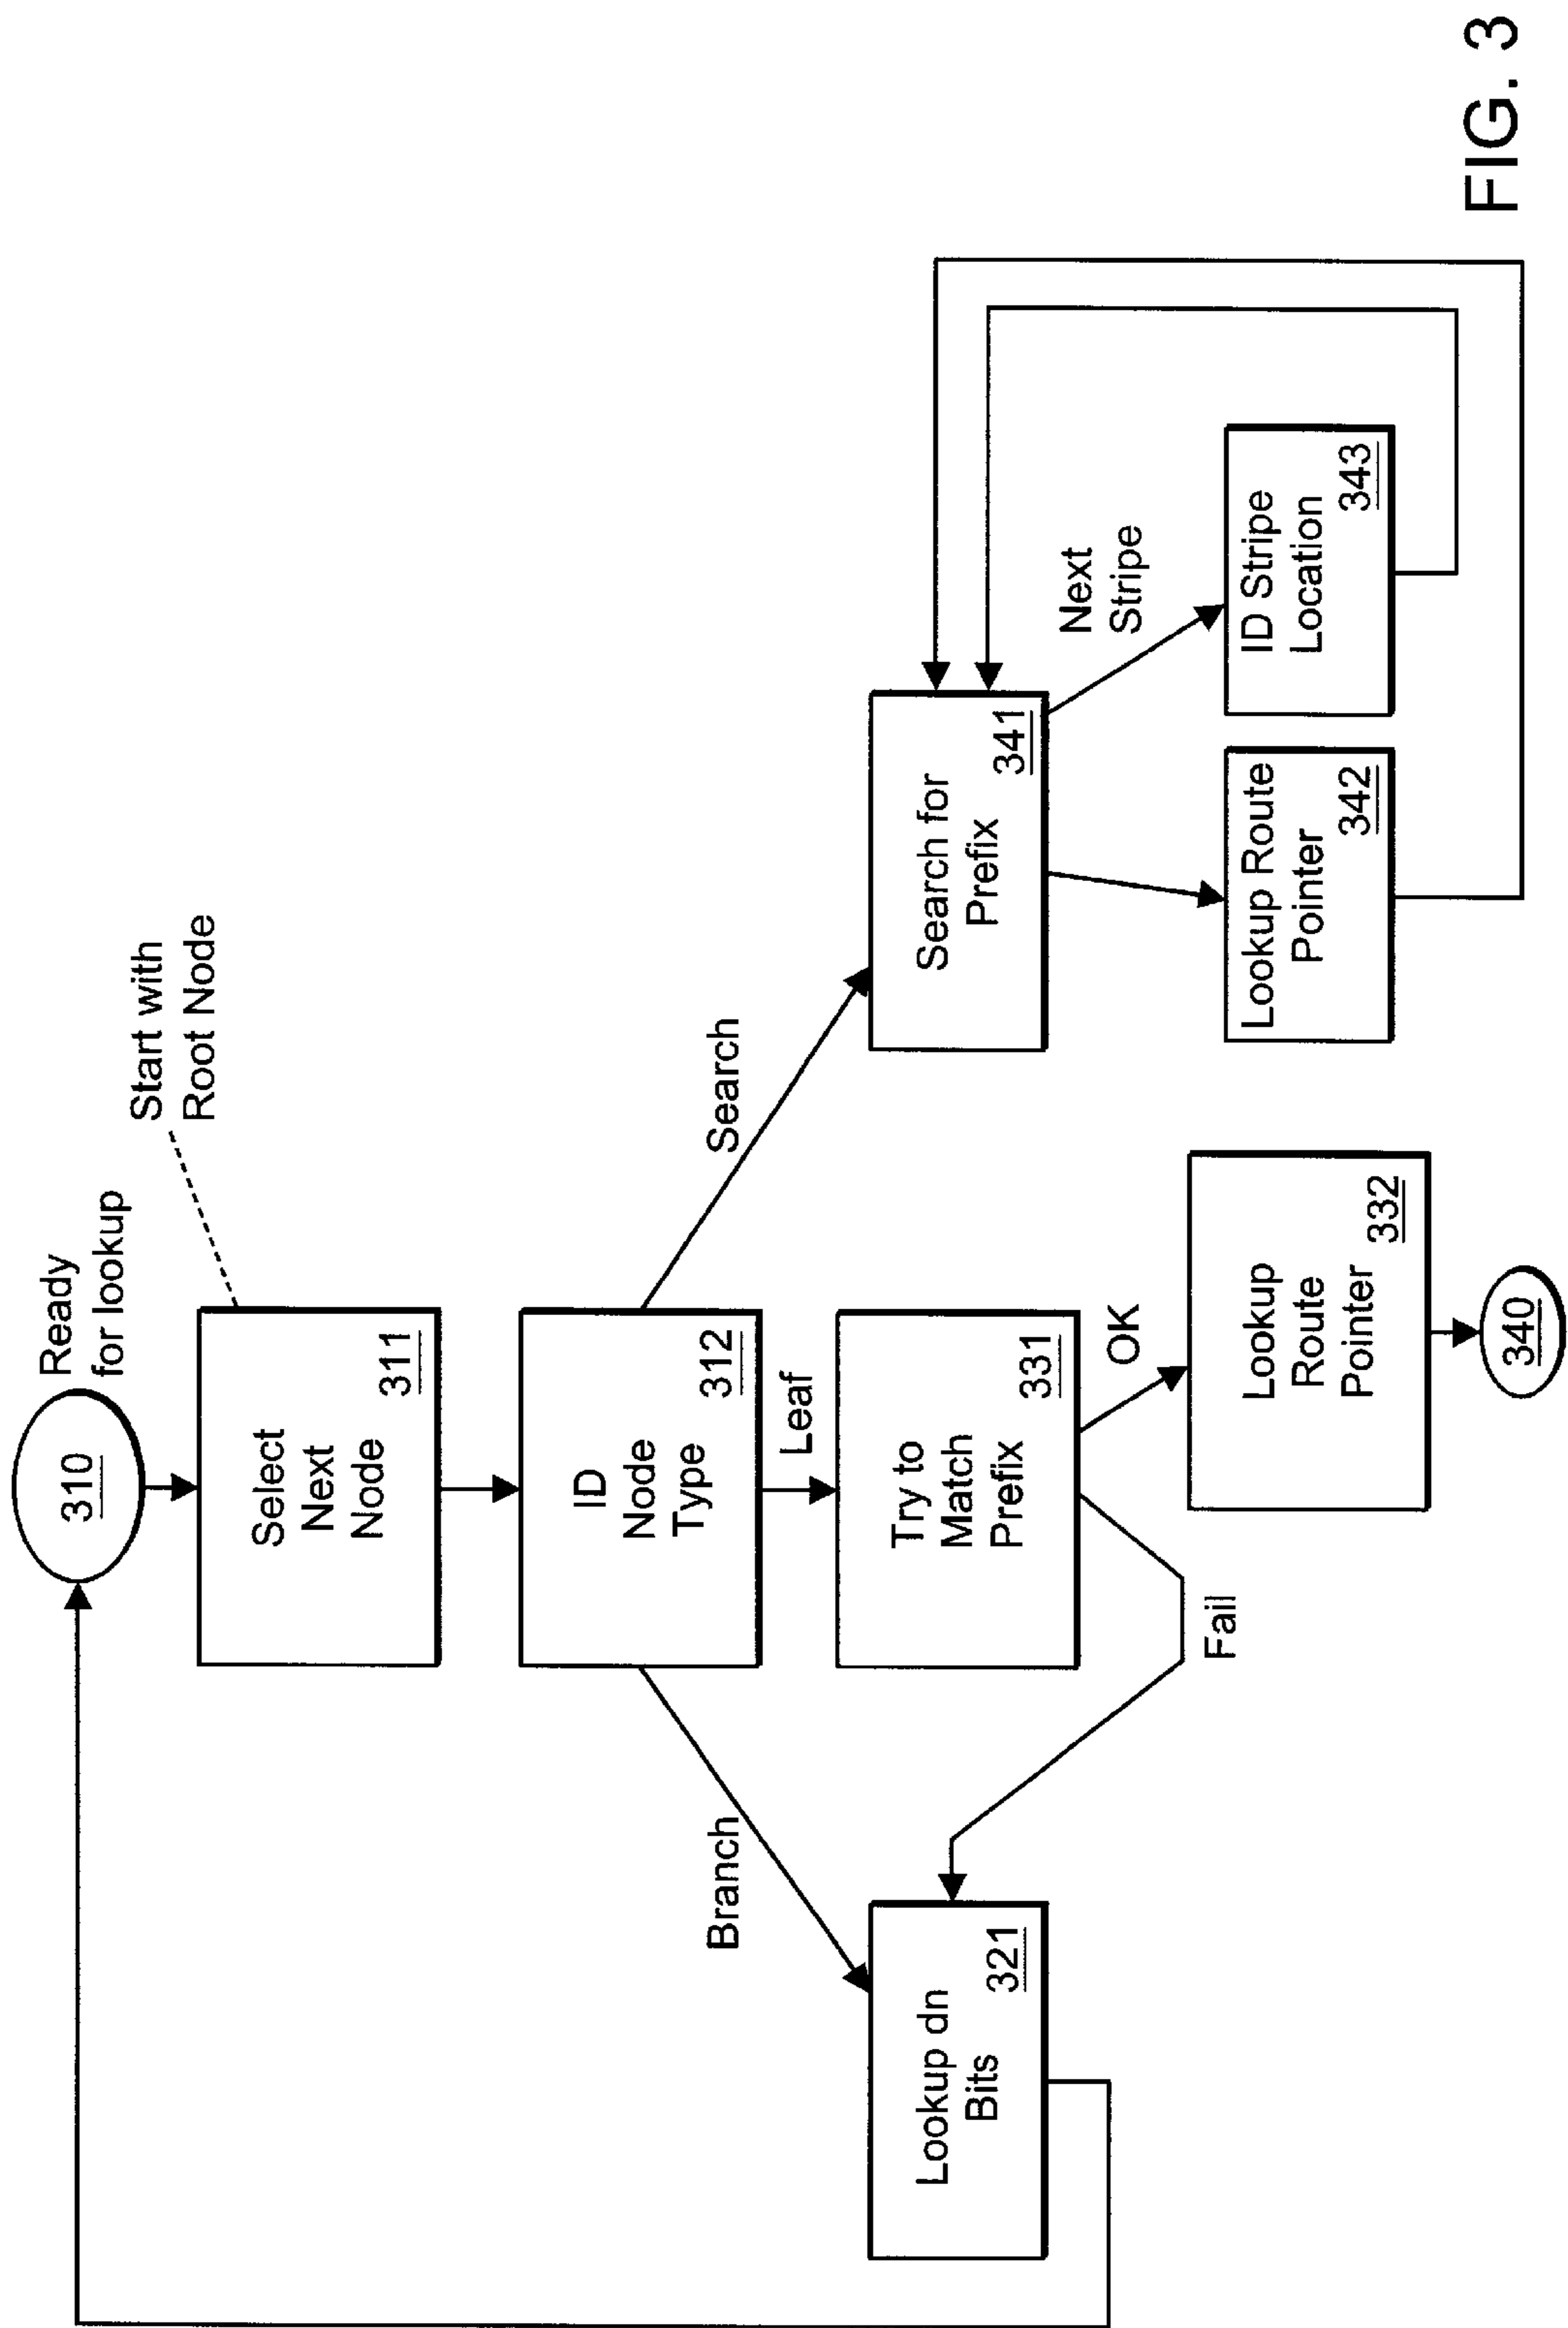 Ready
for lookup
310
Start with
Root Node
Select
Next
Node
311
ID
Node
Type
312
Branch
Leaf
Search
Lookup dn
Bits
321
Try to
Match
Prefix
331
Search for
Prefix
341
Fail
OK
Next
Stripe
Lookup
Route
Pointer
332
Lookup Route
Pointer
342
ID Stripe
Location
343
340
FIG. 3